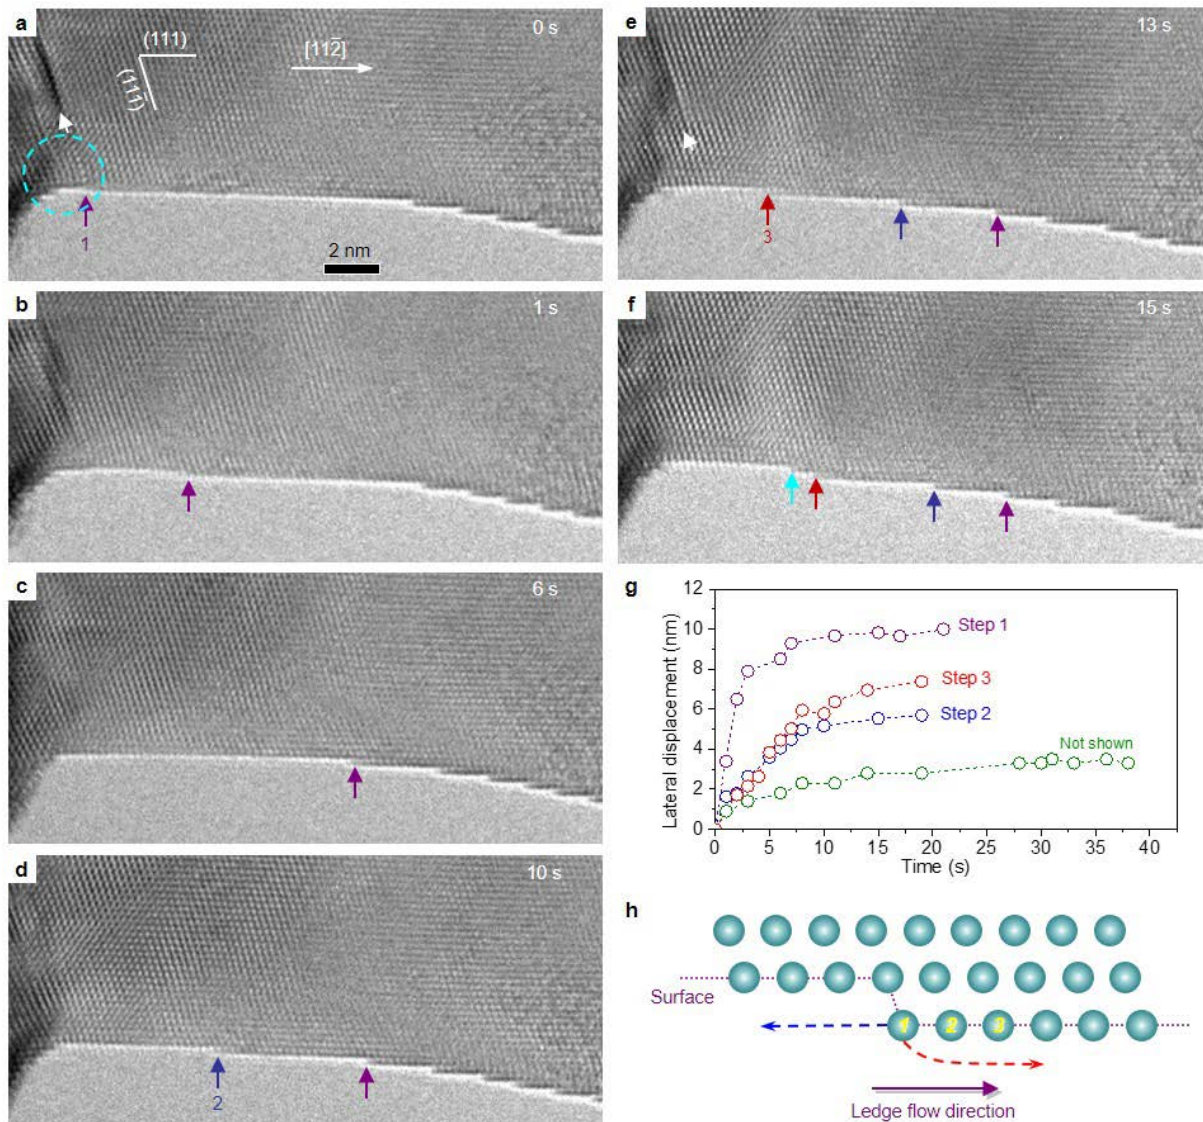 a
0 s
(111)
[112̄]
(111̄)
1
2 nm
b
1 s
c
6 s
d
10 s
2
e
13 s
3
f
15 s
g
12
10
8
6
4
2
0
Lateral displacement (nm)
Step 1
Step 3
Step 2
Not shown
0 5 10 15 20 25 30 35 40
Time (s)
h
Surface
1 2 3
Ledge flow direction